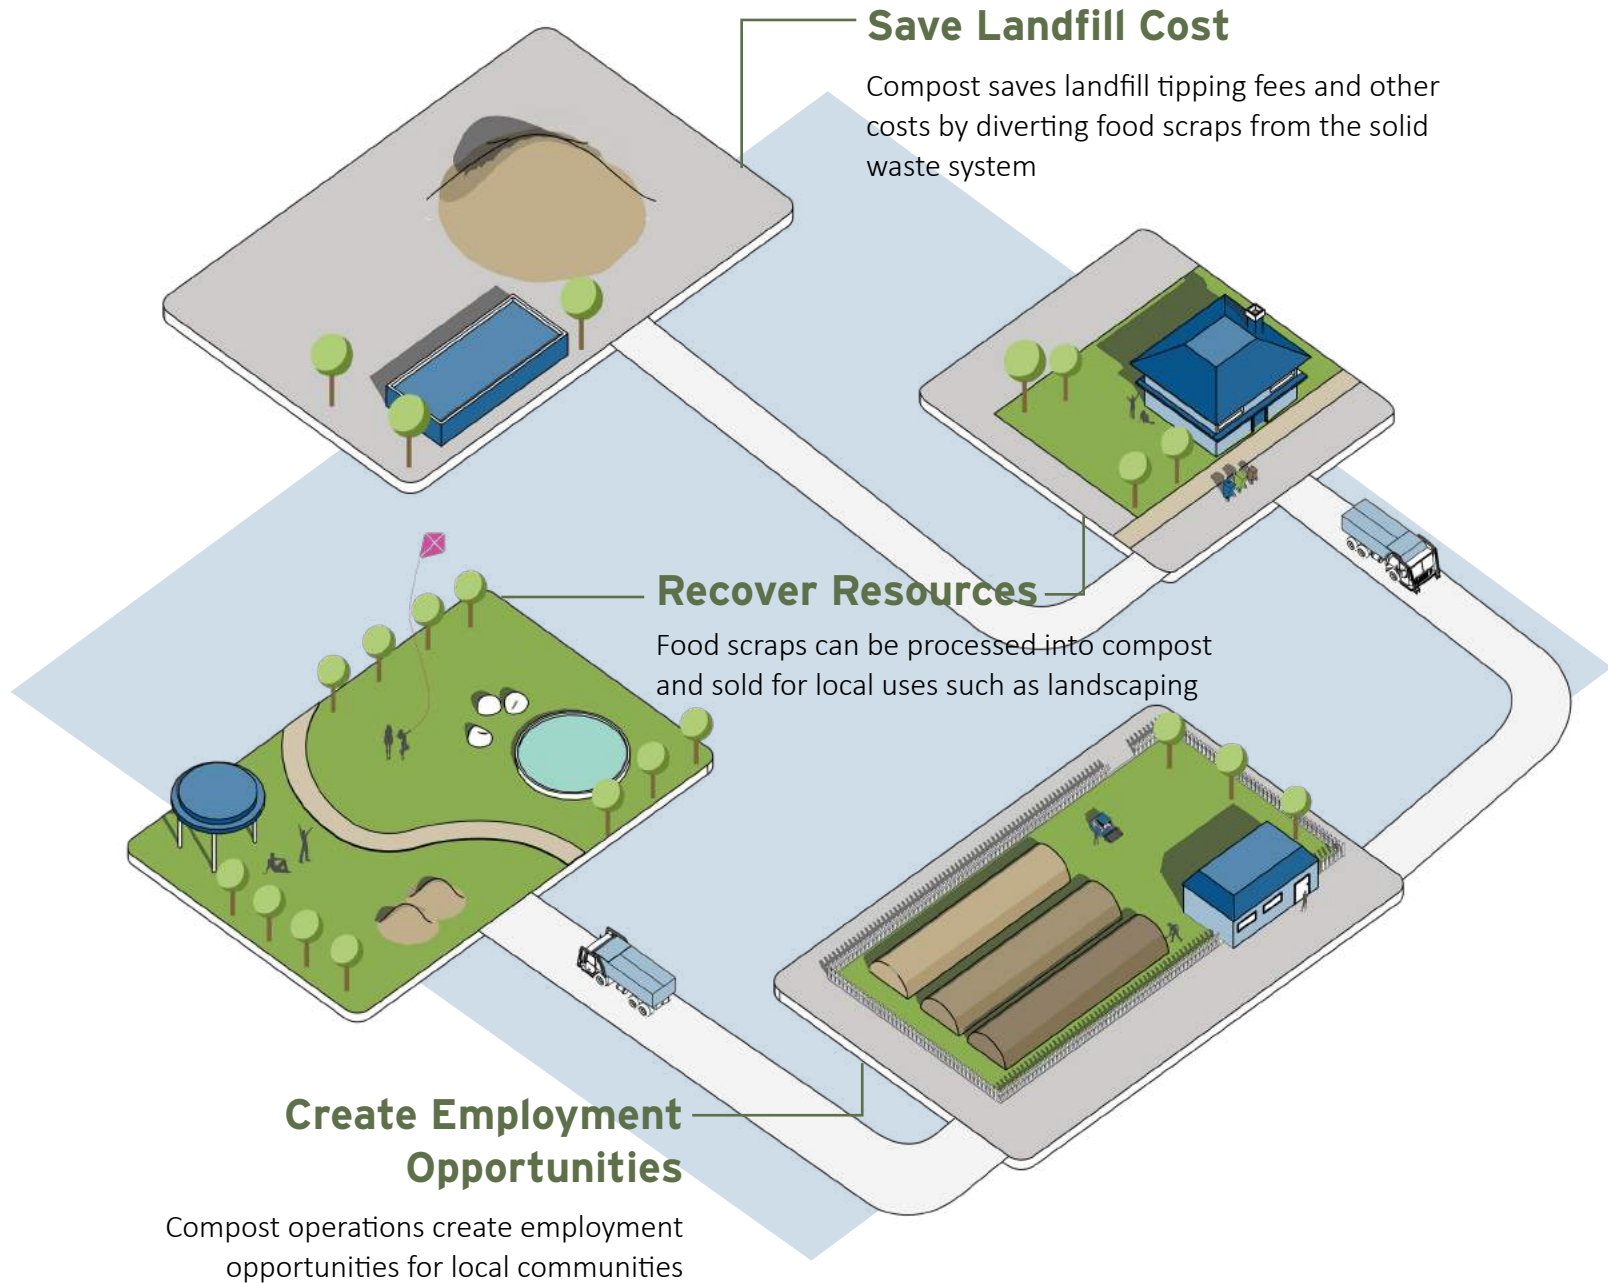 Save Landfill Cost
Compost saves landfill tipping fees and other
costs by diverting food scraps from the solid
waste system
Recover Resources
Food scraps can be processed into compost
and sold for local uses such as landscaping
Create Employment
Opportunities
Compost operations create employment
opportunities for local communities